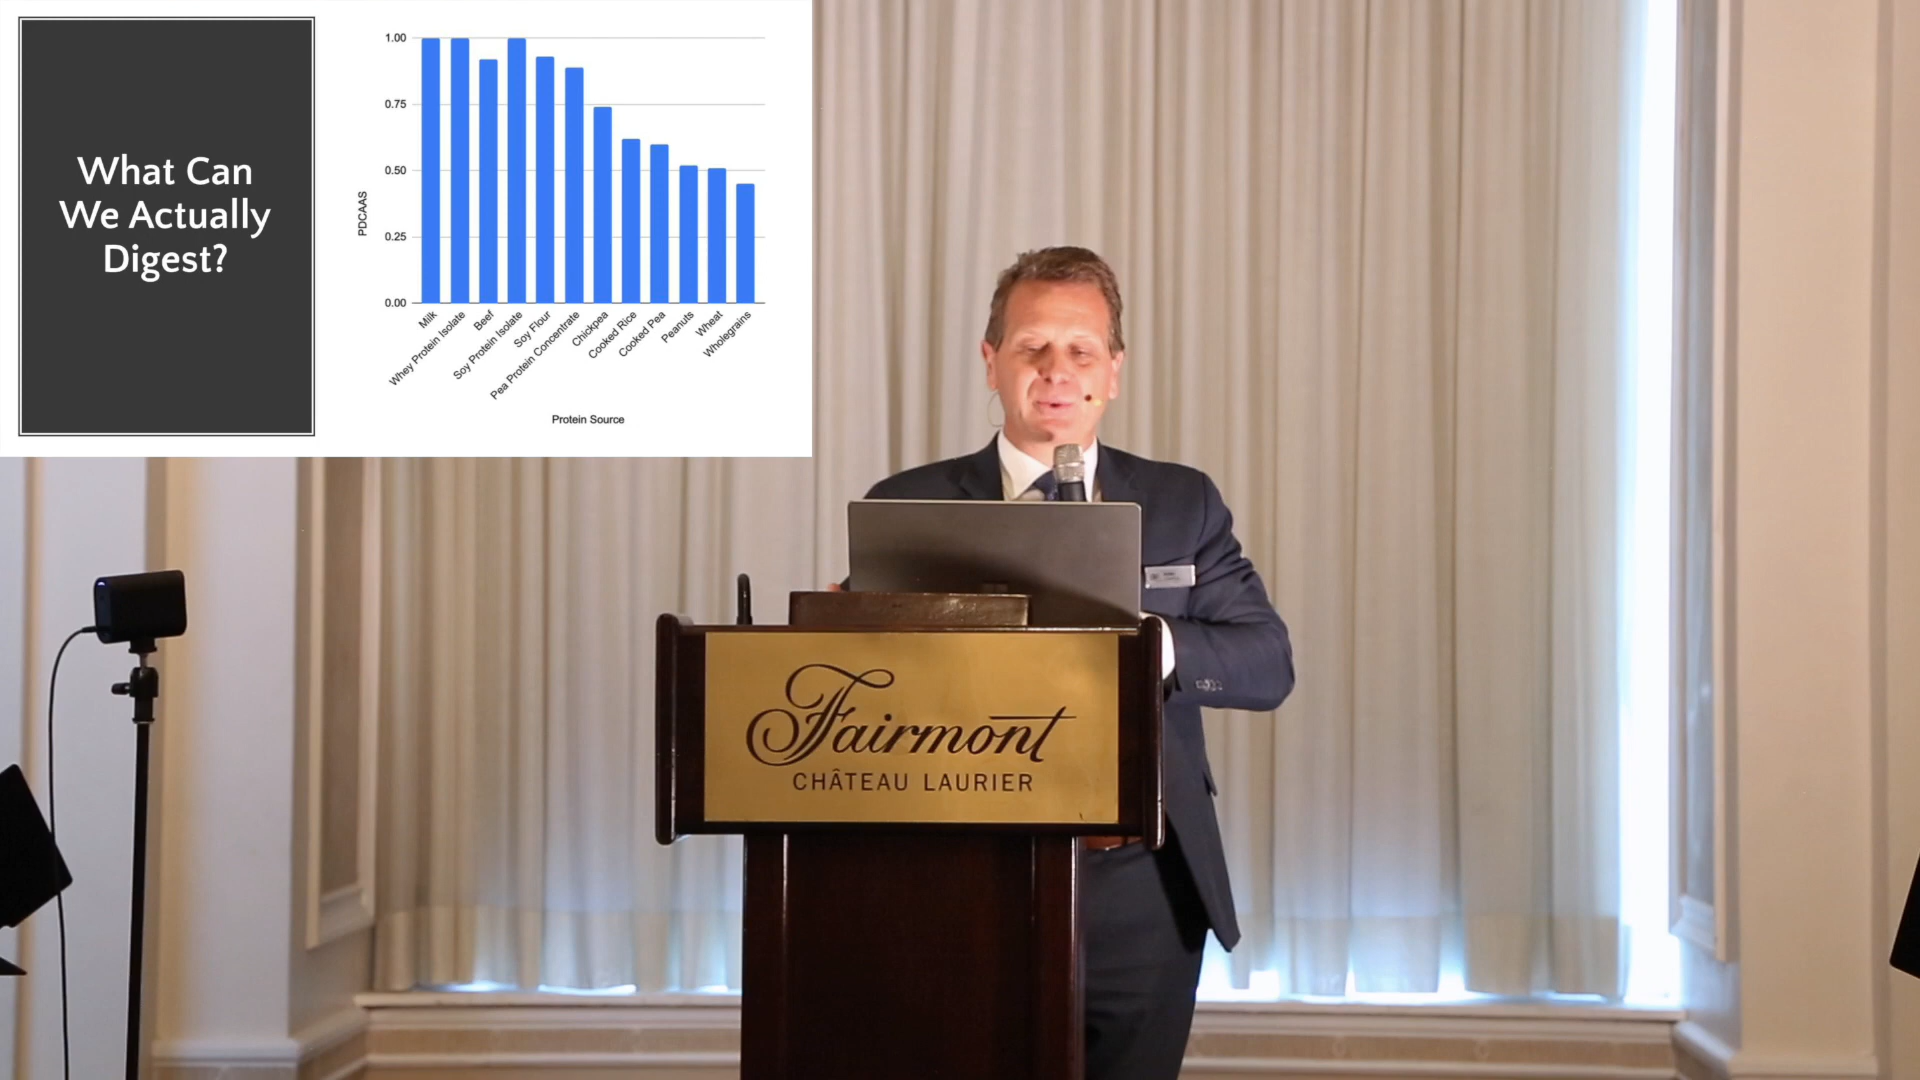 What Can
We Actually
Digest?
1.00
0.75
0.50
0.25
0.00
PDCAAS
Milk
Whey Protein Isolate
Beef
Soy Protein Isolate
Soy Flour
Pea Protein Concentrate
Chickpea
Cooked Rice
Cooked Pea
Peanuts
Wheat
Wholegrains
Protein Source
Fairmont
CHÂTEAU LAURIER